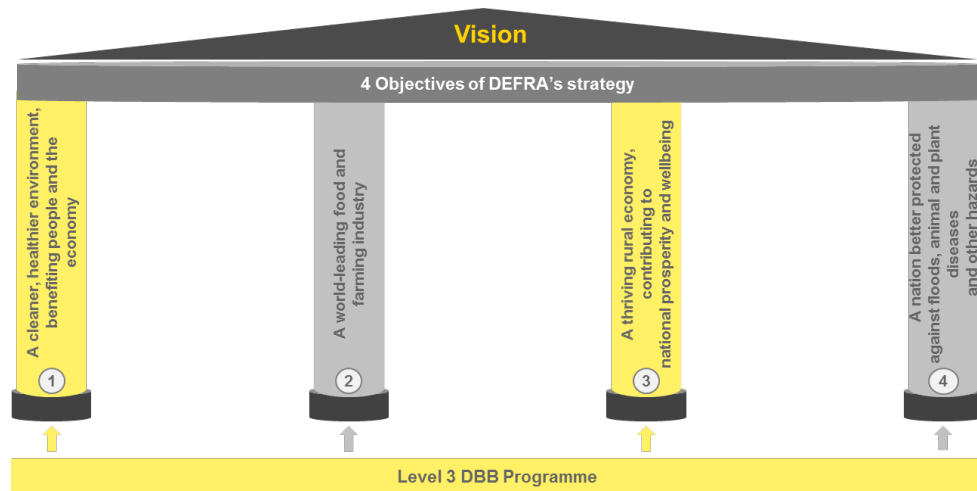 Vision
4 Objectives of DEFRA's strategy
A cleaner, healthier environment,
benefiting people and the
economy
1
A world-leading food and
farming industry
2
A thriving rural economy,
contributing to
national prosperity and wellbeing
3
A nation better protected
against floods, animal and plant
diseases
and other hazards
4
Level 3 DBB Programme